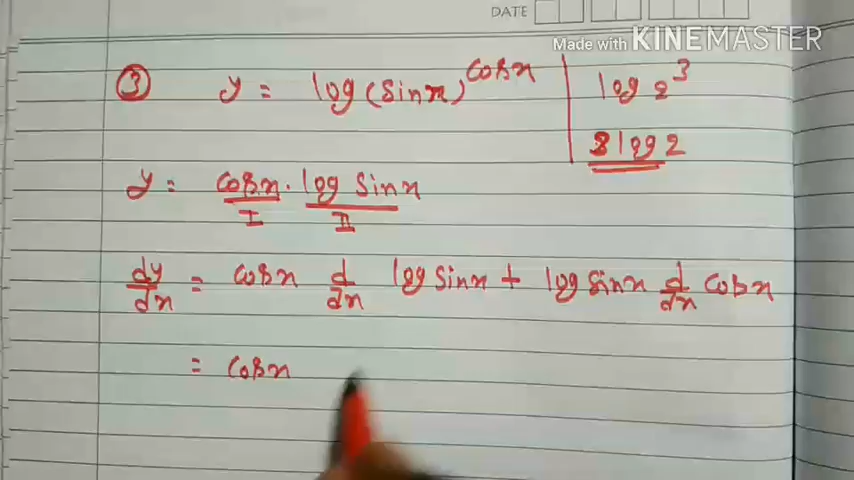 DATE
Made with KINEMASTER
③ y = log(sinx)^cosx | log 2^3
3 log 2
y = cosx . log sinx
I II
dy/dx = cosx d/dx log sinx + log sinx d/dx cosx
= cosx